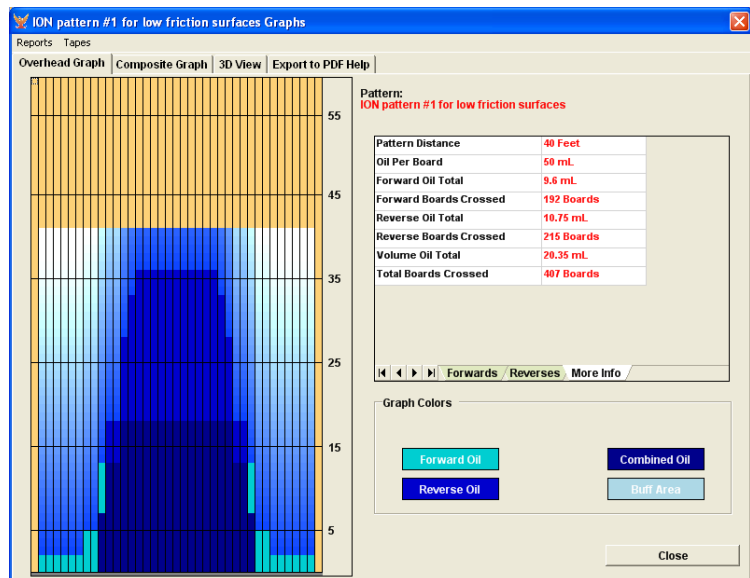 ION pattern #1 for low friction surfaces Graphs
Reports Tapes
Overhead Graph Composite Graph 3D View Export to PDF Help
Pattern:
ION pattern #1 for low friction surfaces
Pattern Distance 40 Feet
Oil Per Board 50 mL
Forward Oil Total 9.6 mL
Forward Boards Crossed 192 Boards
Reverse Oil Total 10.75 mL
Reverse Boards Crossed 215 Boards
Volume Oil Total 20.35 mL
Total Boards Crossed 407 Boards
Forwards Reverses More Info
55
45
35
25
15
5
Graph Colors
Forward Oil Combined Oil
Reverse Oil Buff Area
Close